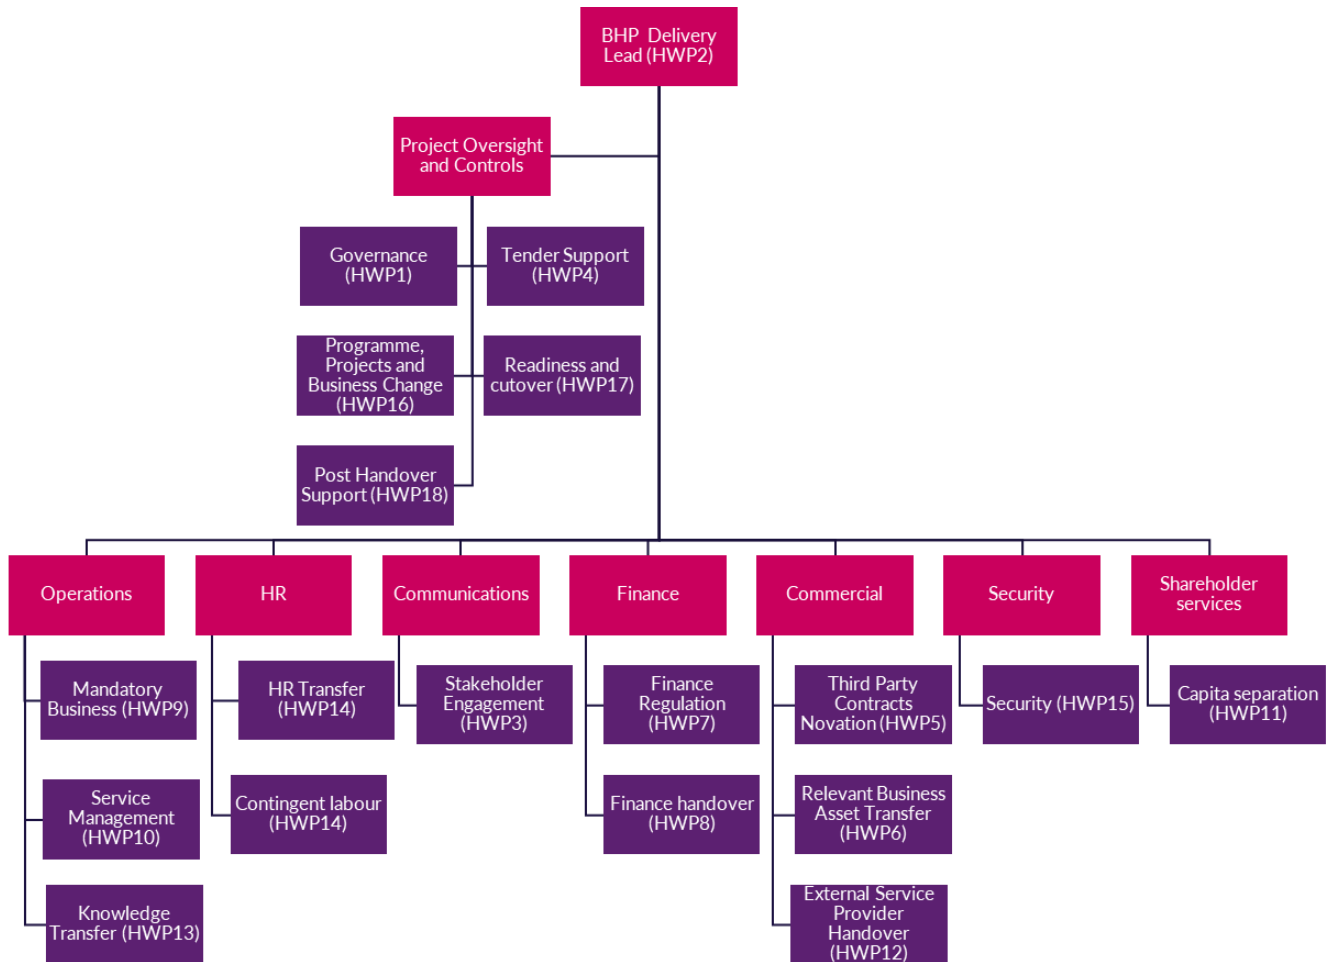 BHP Delivery
Lead (HWP2)
Project Oversight
and Controls
Governance
(HWP1)
Tender Support
(HWP4)
Programme,
Projects and
Business Change
(HWP16)
Readiness and
cutover (HWP17)
Post Handover
Support (HWP18)
Operations
HR
Communications
Finance
Commercial
Security
Shareholder
services
Mandatory
Business (HWP9)
HR Transfer
(HWP14)
Stakeholder
Engagement
(HWP3)
Finance
Regulation
(HWP7)
Third Party
Contracts
Novation (HWP5)
Security (HWP15)
Capita separation
(HWP11)
Service
Management
(HWP10)
Contingent labour
(HWP14)
Finance handover
(HWP8)
Relevant Business
Asset Transfer
(HWP6)
Knowledge
Transfer (HWP13)
External Service
Provider
Handover
(HWP12)